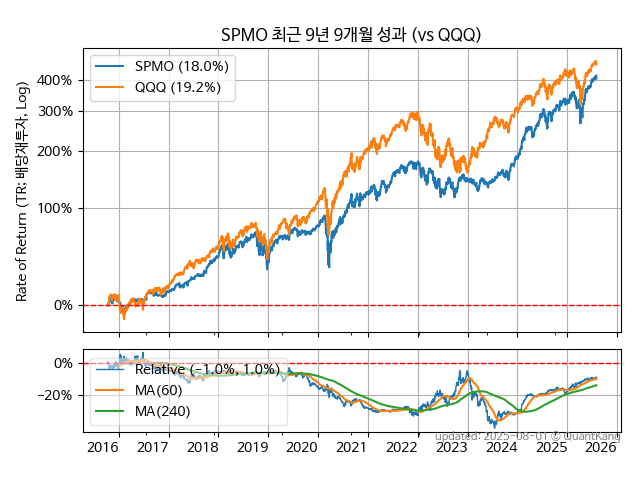 SPMO 최근 9년 9개월 성과 (vs QQQ)
SPMO (18.0%)
QQQ (19.2%)
400%
300%
200%
100%
0%
Rate of Return (TR: 배당재투자, Log)
0%
−20%
Relative (−1.0%, 1.0%)
MA(60)
MA(240)
updated: 2025-08-01 © QuantKang
2016 2017 2018 2019 2020 2021 2022 2023 2024 2025 2026